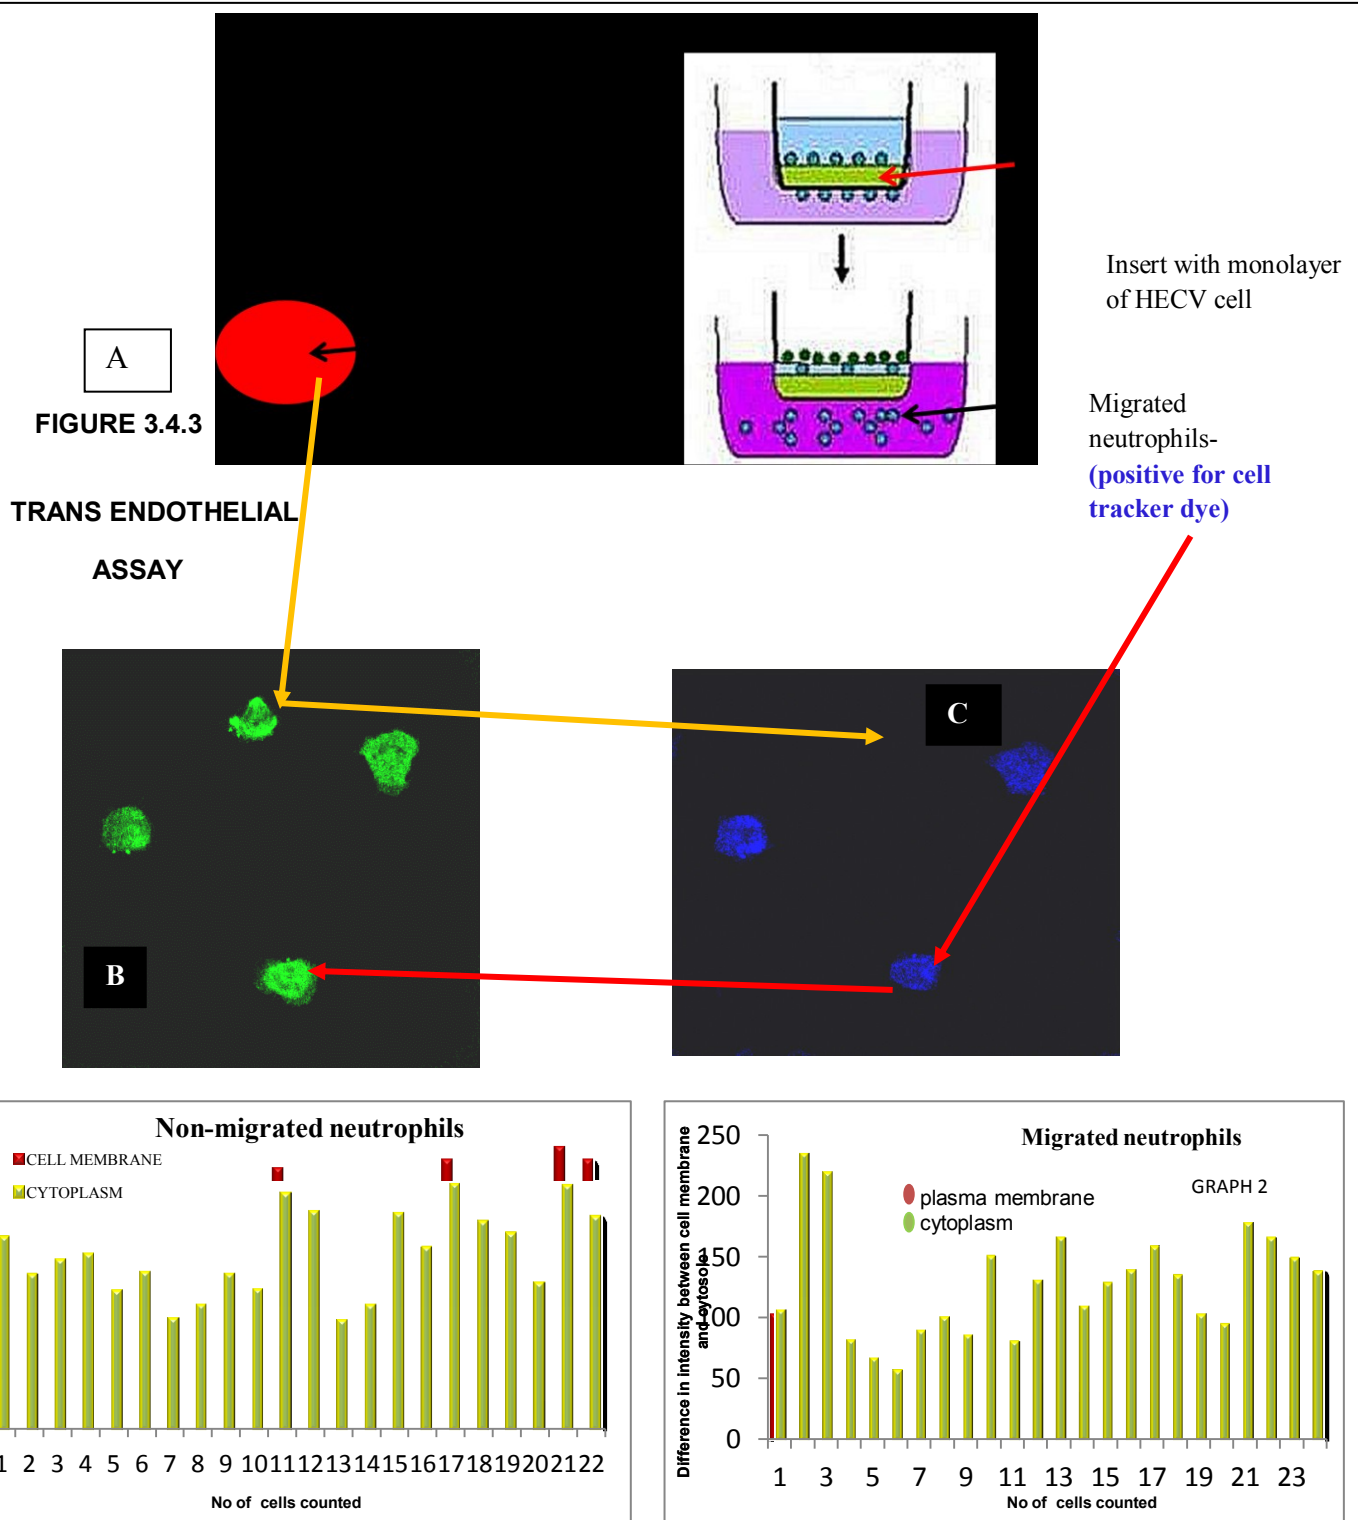 Insert with monolayer
of HECV cell
A
FIGURE 3.4.3
Migrated
neutrophils-
(positive for cell
tracker dye)
TRANS ENDOTHELIAL
ASSAY
C
B
Non-migrated neutrophils
CELL MEMBRANE
CYTOPLASM
1 2 3 4 5 6 7 8 9 10 11 12 13 14 15 16 17 18 19 20 21 22
No of cells counted
Difference in intensity between cell membrane
and cytosole
250
200
150
100
50
0
Migrated neutrophils
GRAPH 2
plasma membrane
cytoplasm
1 3 5 7 9 11 13 15 17 19 21 23
No of cells counted